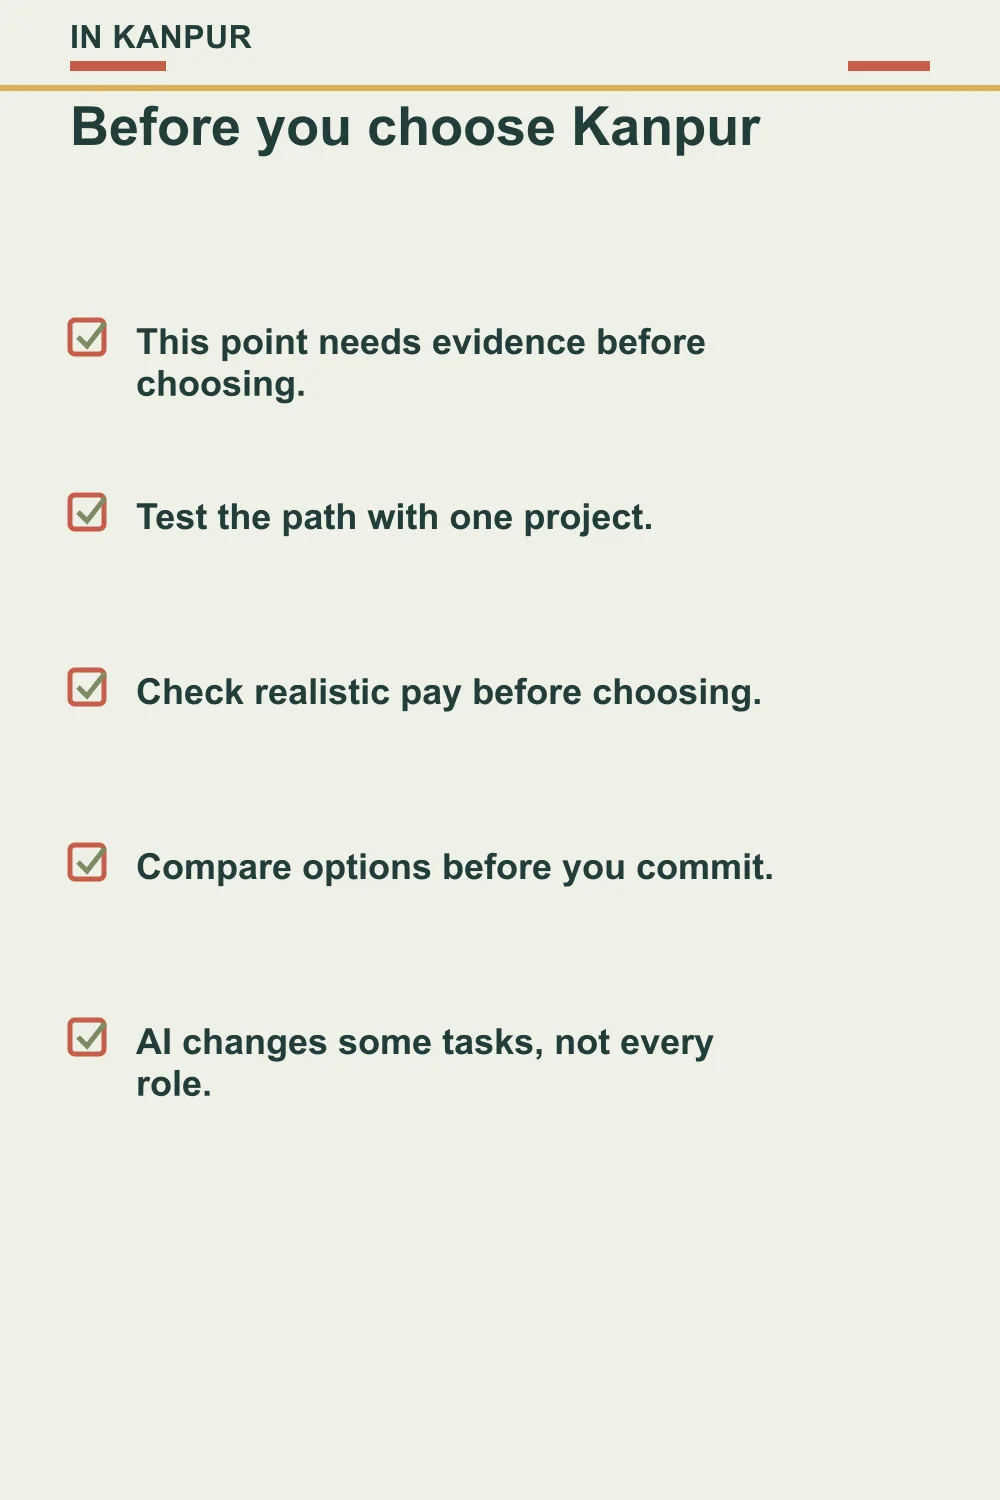 IN KANPUR
Before you choose Kanpur
This point needs evidence before
choosing.
Test the path with one project.
Check realistic pay before choosing.
Compare options before you commit.
AI changes some tasks, not every
role.